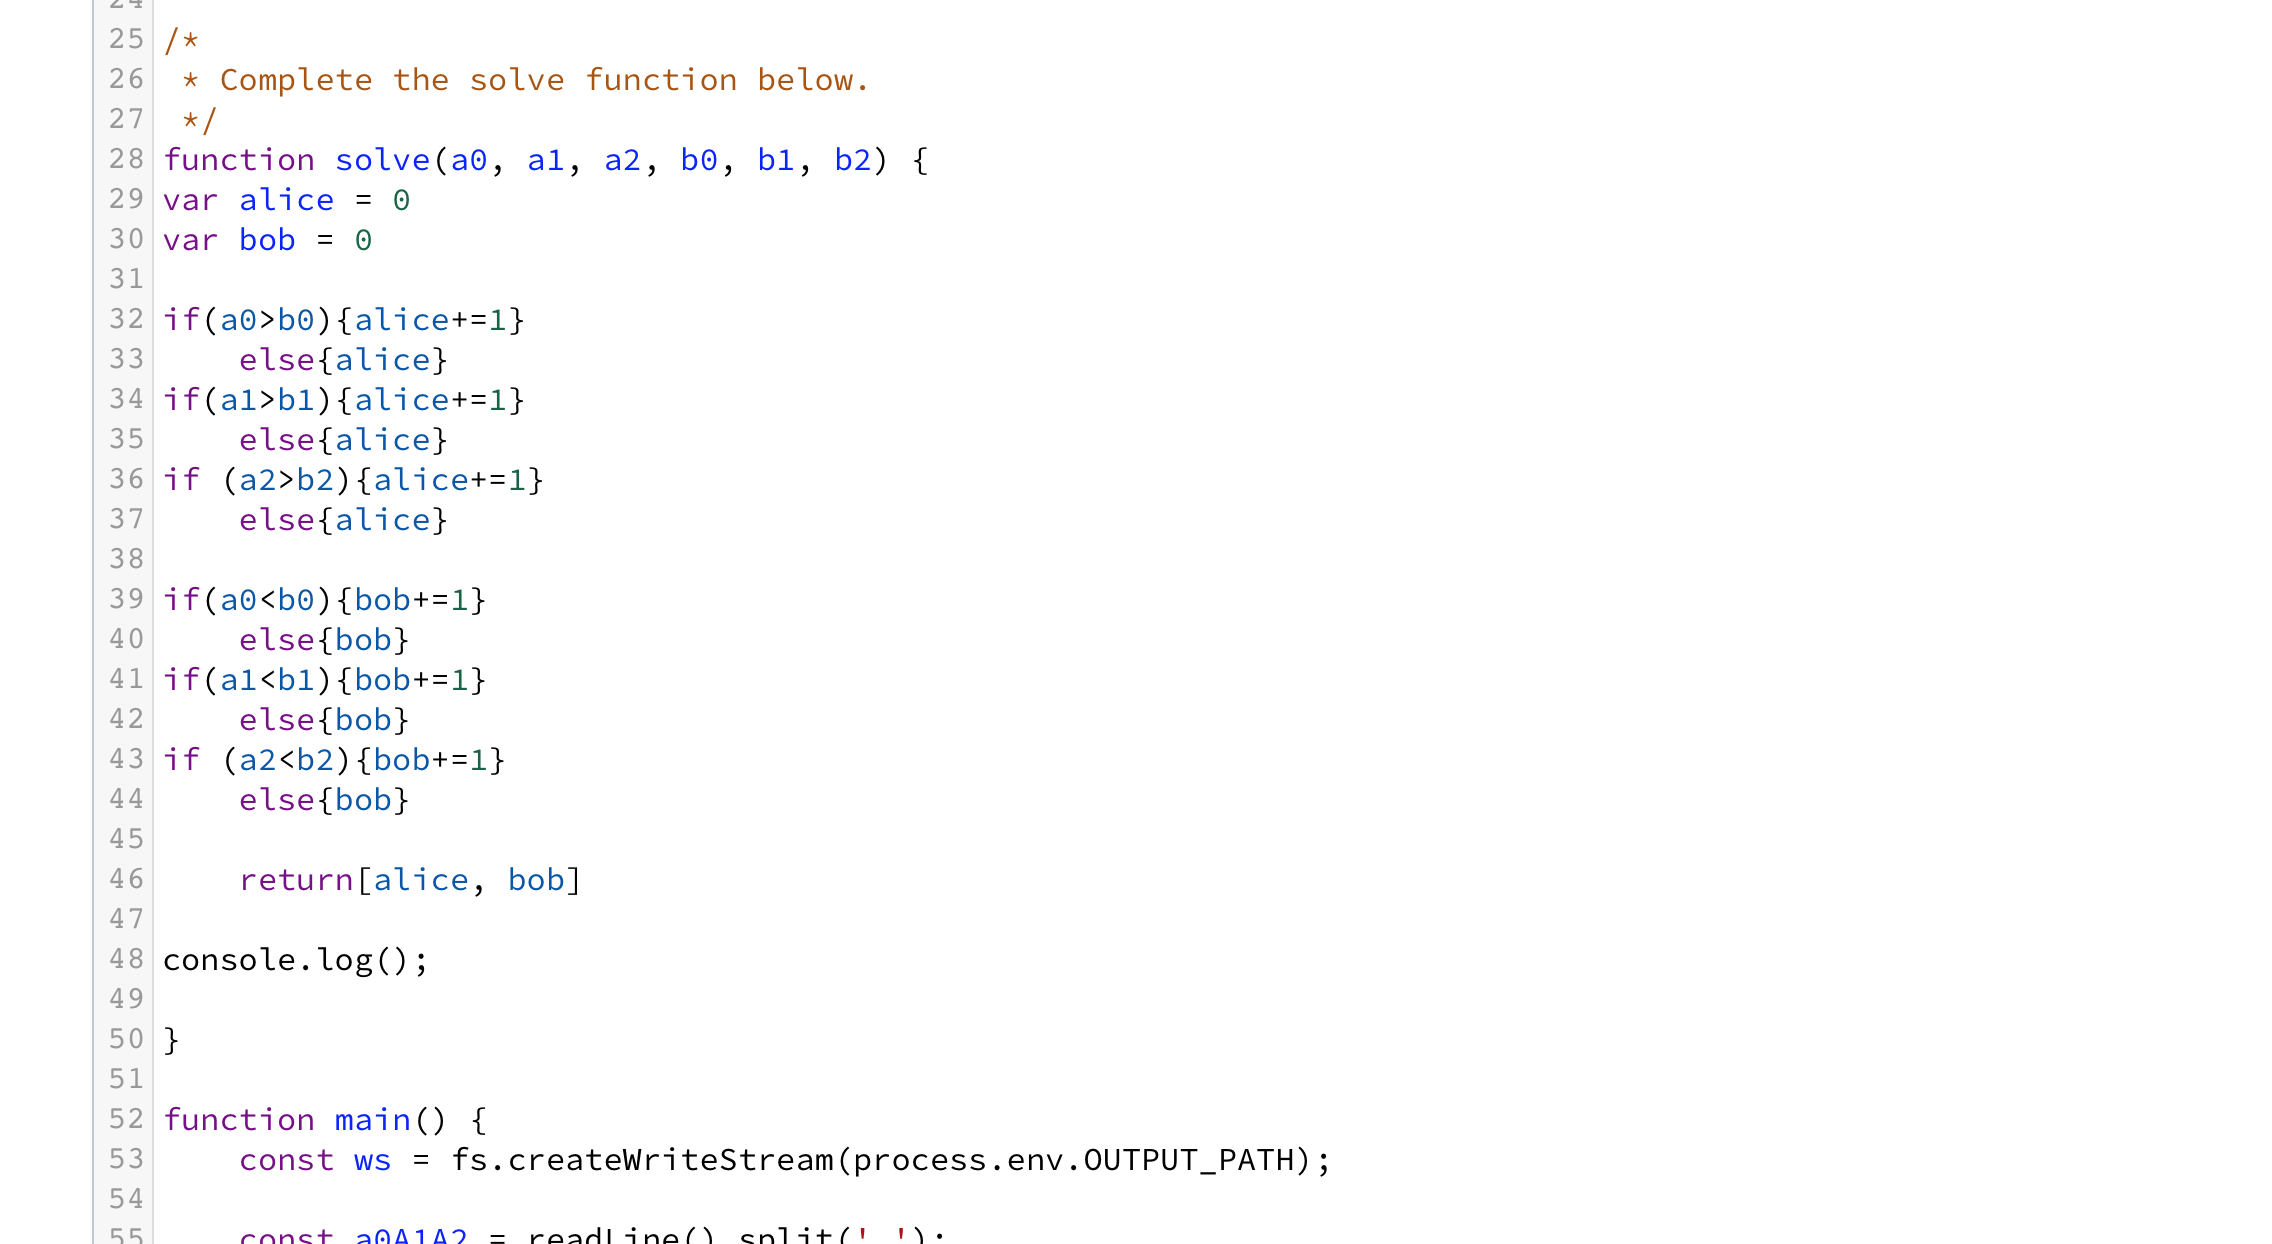 24
25 /*
26  * Complete the solve function below.
27  */
28 function solve(a0, a1, a2, b0, b1, b2) {
29 var alice = 0
30 var bob = 0
31
32 if(a0>b0){alice+=1}
33     else{alice}
34 if(a1>b1){alice+=1}
35     else{alice}
36 if (a2>b2){alice+=1}
37     else{alice}
38
39 if(a0<b0){bob+=1}
40     else{bob}
41 if(a1<b1){bob+=1}
42     else{bob}
43 if (a2<b2){bob+=1}
44     else{bob}
45
46     return[alice, bob]
47
48 console.log();
49
50 }
51
52 function main() {
53     const ws = fs.createWriteStream(process.env.OUTPUT_PATH);
54
55     const a0A1A2 = readLine().split(' ');